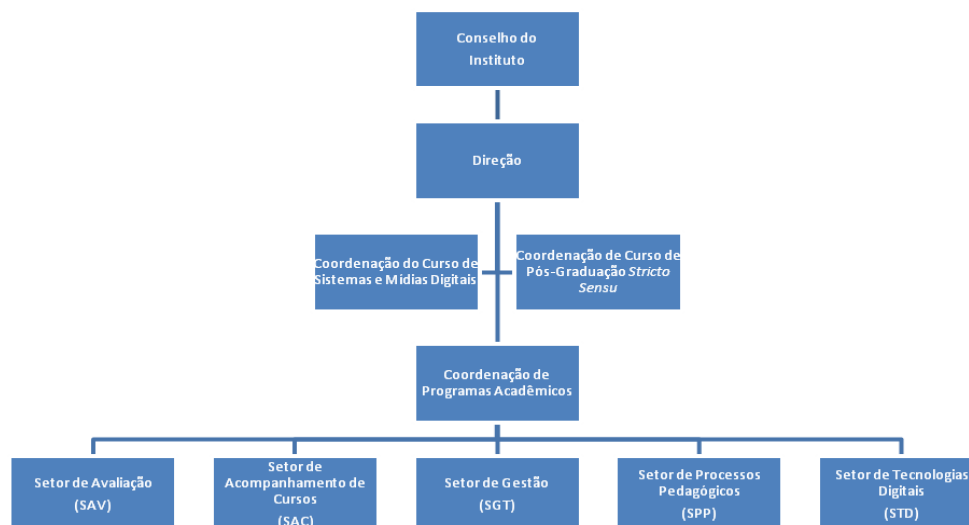 Conselho do
Instituto
Direção
Coordenação do Curso de
Sistemas e Mídias Digitais
Coordenação de Curso de
Pós-Graduação Stricto
Sensu
Coordenação de
Programas Acadêmicos
Setor de Avaliação
(SAV)
Setor de
Acompanhamento de
Cursos
(SAC)
Setor de Gestão
(SGT)
Setor de Processos
Pedagógicos
(SPP)
Setor de Tecnologias
Digitais
(STD)